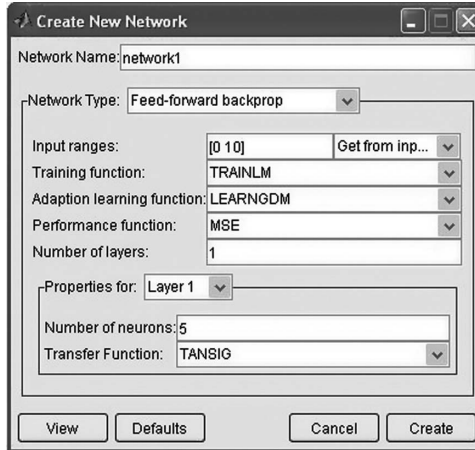 Create New Network
Network Name: network1
Network Type: Feed-forward backprop
Input ranges: [0 10] Get from inp...
Training function: TRAINLM
Adaption learning function: LEARNGDM
Performance function: MSE
Number of layers: 1
Properties for: Layer 1
Number of neurons: 5
Transfer Function: TANSIG
View Defaults Cancel Create